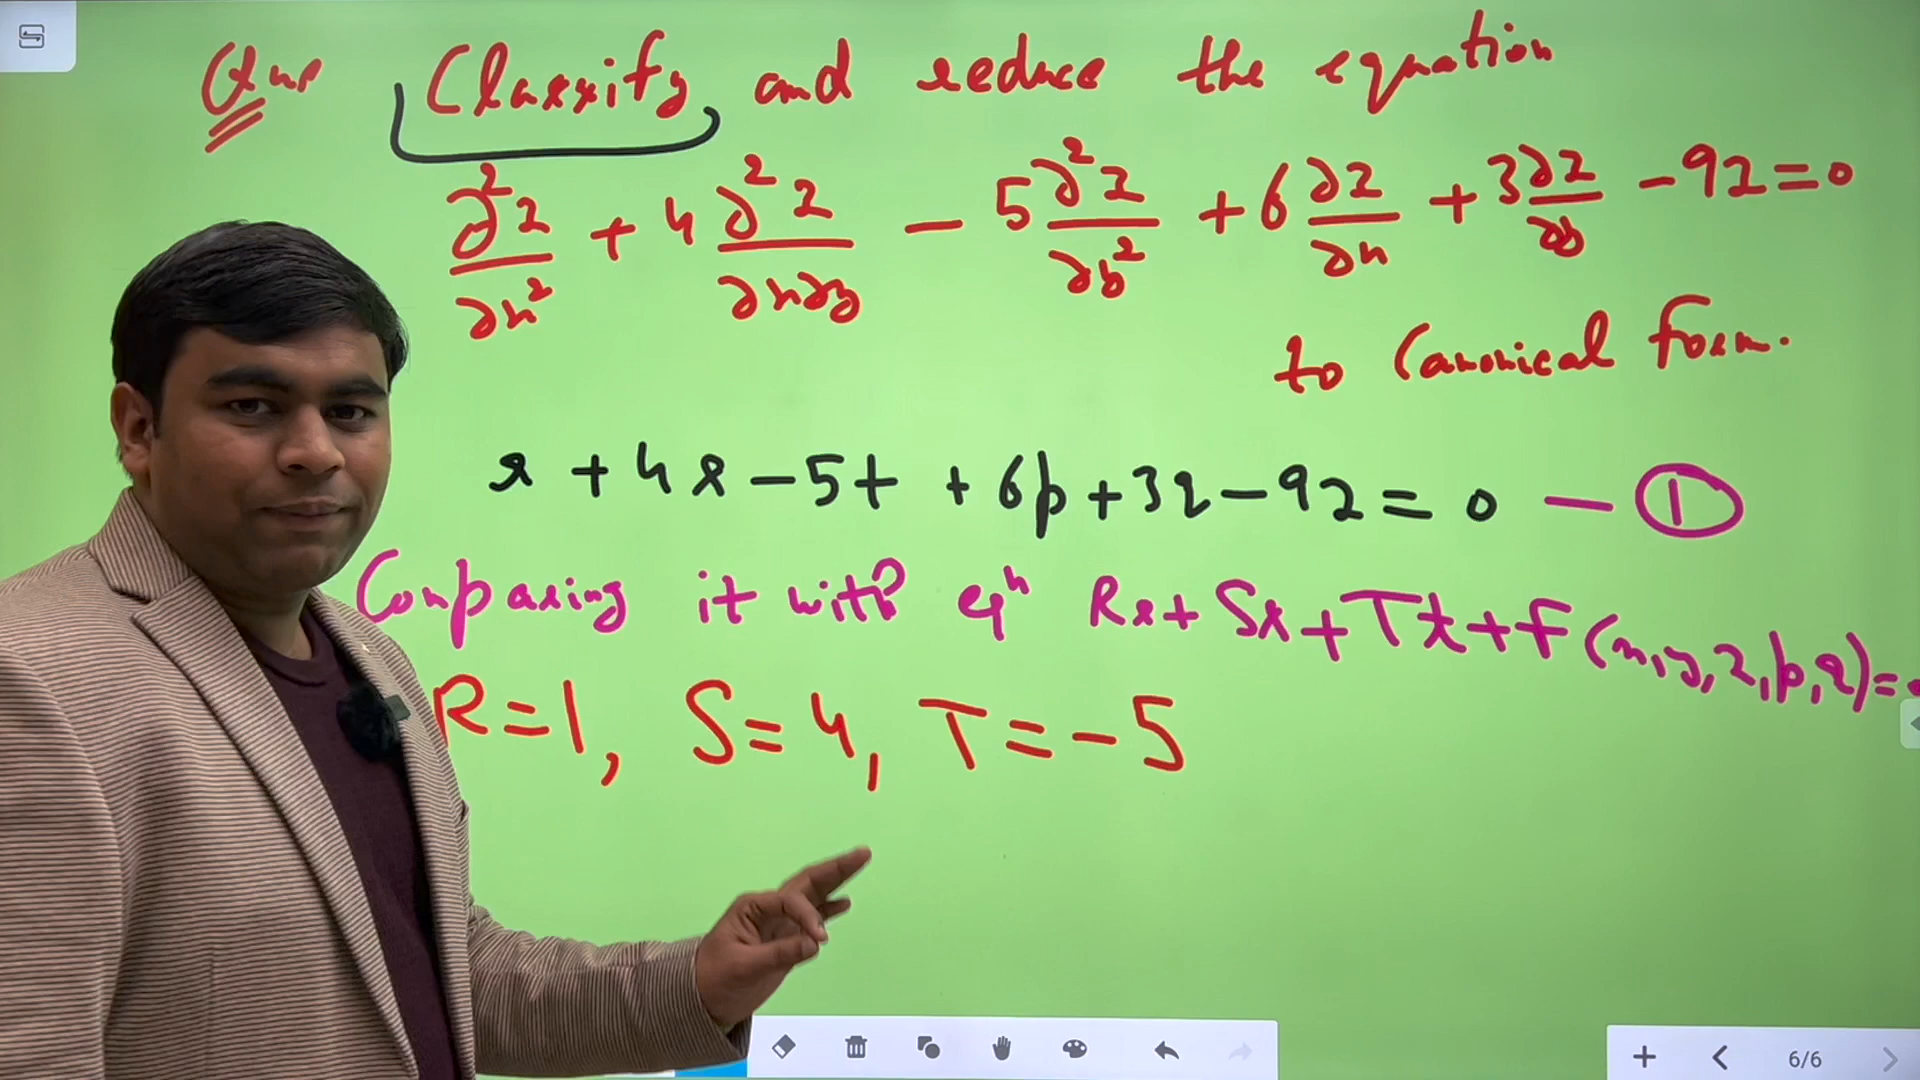 Que Classify and reduce the equation
∂²z/∂x² + 4 ∂²z/∂x∂y - 5 ∂²z/∂y² + 6 ∂z/∂x + 3 ∂z/∂y - 9z = 0
to Canonical form.
r + 4s - 5t + 6p + 3q - 9z = 0 — ①
Comparing it with eqⁿ Rr + Ss + Tt + F(x,y,z,p,q) = 0
R = 1, S = 4, T = -5
6/6